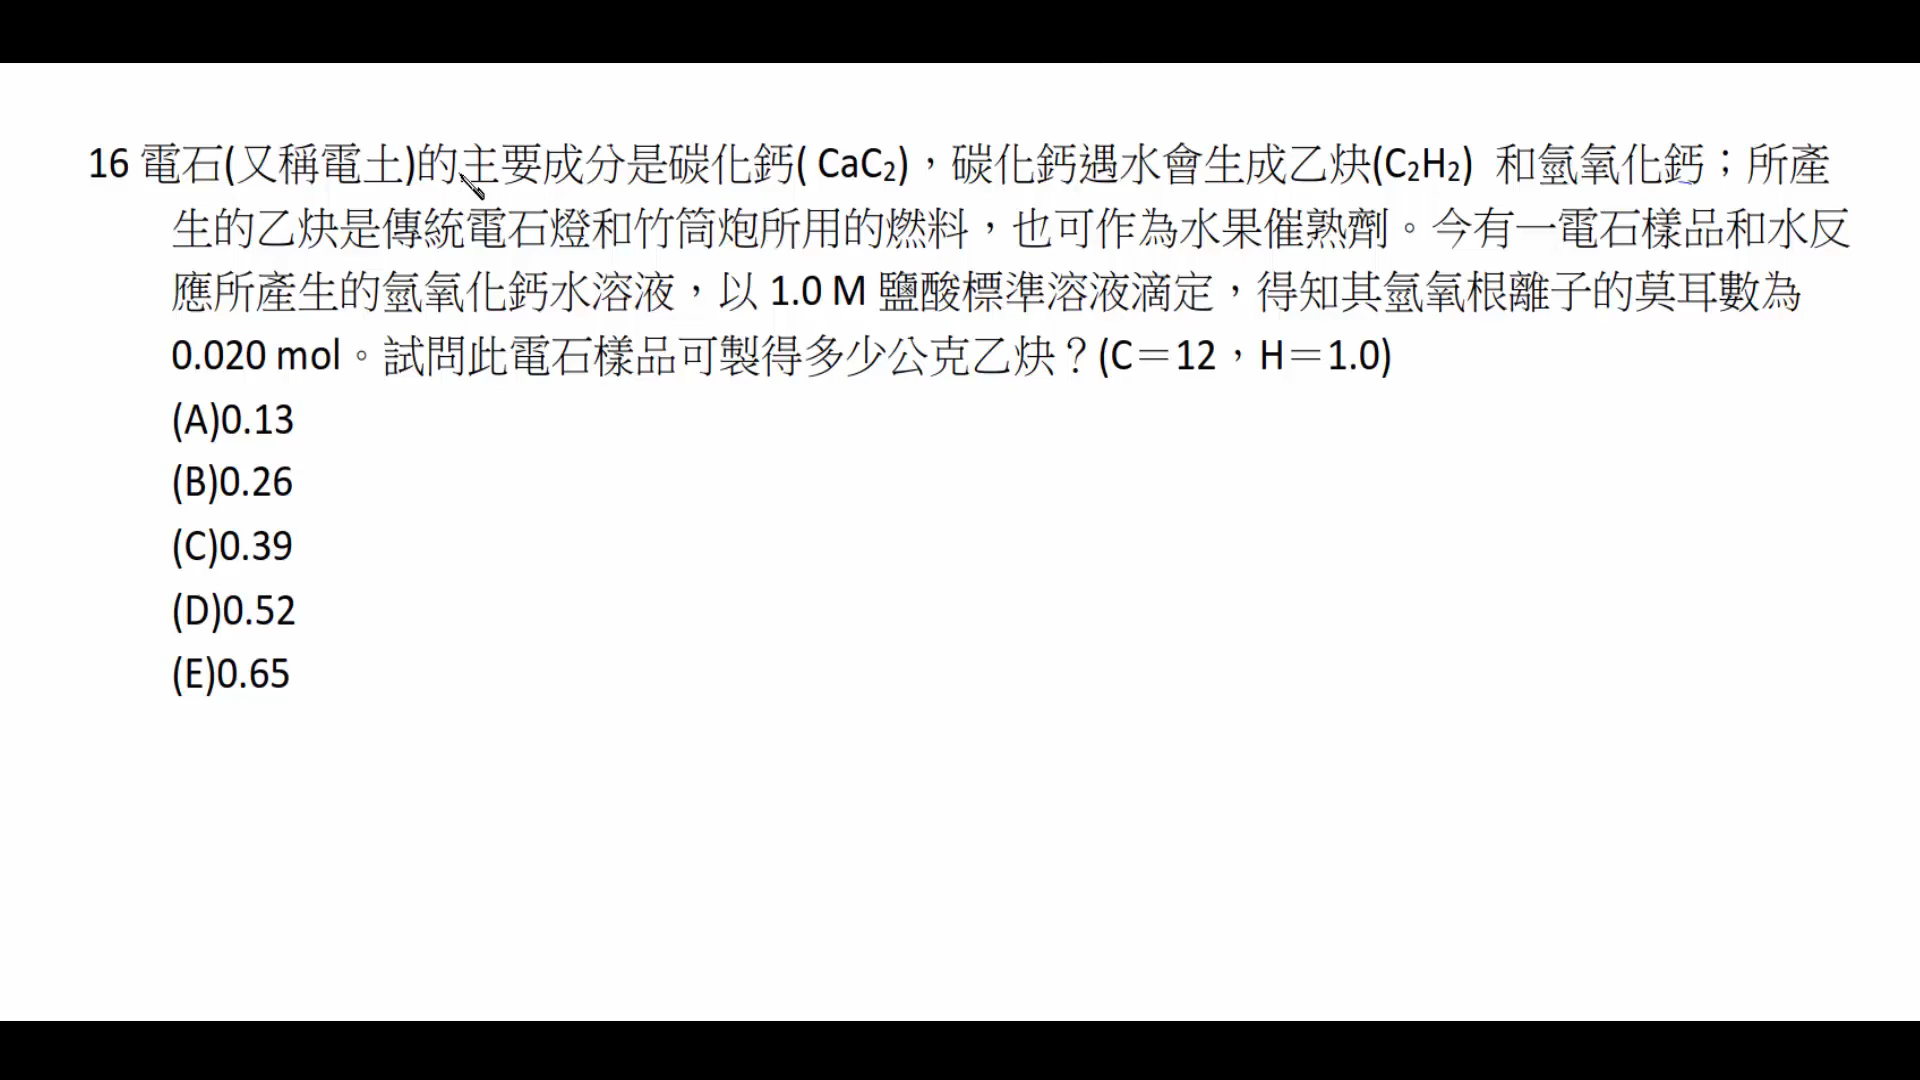 16 電石(又稱電土)的主要成分是碳化鈣( CaC₂)，碳化鈣遇水會生成乙炔(C₂H₂) 和氫氧化鈣；所產
生的乙炔是傳統電石燈和竹筒炮所用的燃料，也可作為水果催熟劑。今有一電石樣品和水反
應所產生的氫氧化鈣水溶液，以 1.0 M 鹽酸標準溶液滴定，得知其氫氧根離子的莫耳數為
0.020 mol。試問此電石樣品可製得多少公克乙炔？(C＝12，H＝1.0)
(A)0.13
(B)0.26
(C)0.39
(D)0.52
(E)0.65